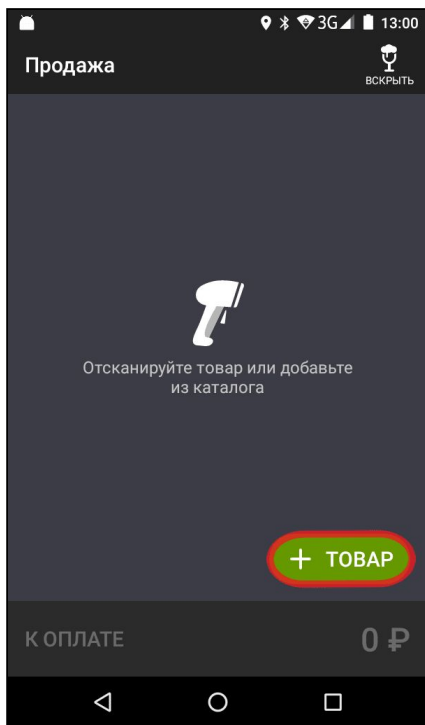 3G 13:00
Продажа
ВСКРЫТЬ
Отсканируйте товар или добавьте
из каталога
+ ТОВАР
К ОПЛАТЕ 0 ₽